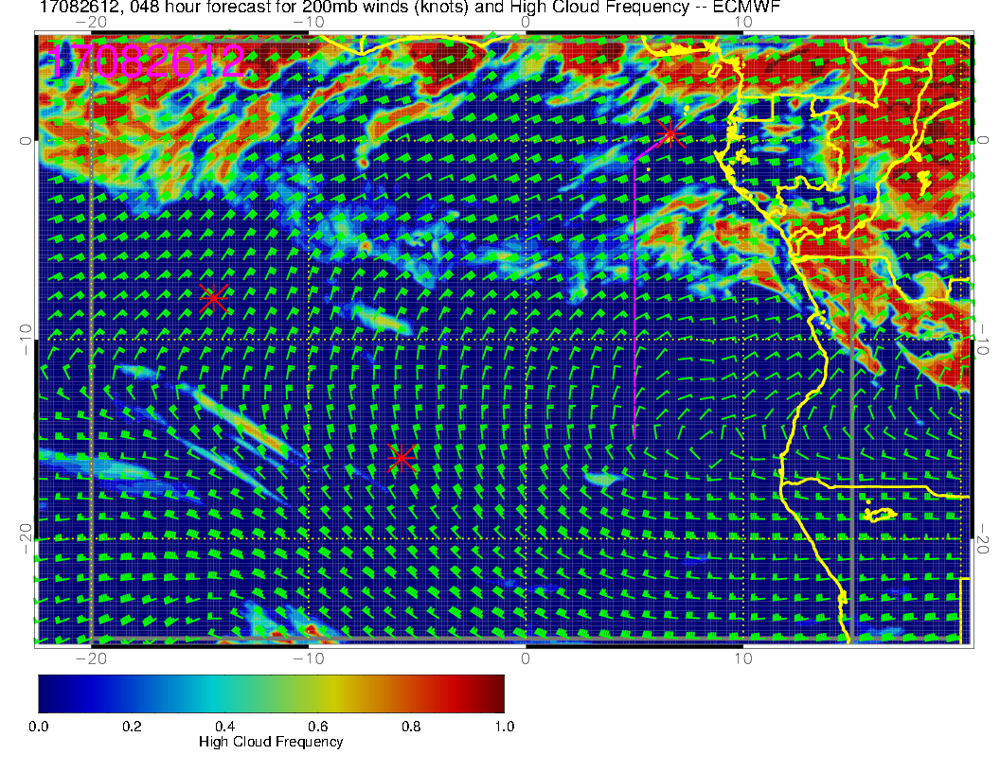 17082612, 048 hour forecast for 200mb winds (knots) and High Cloud Frequency -- ECMWF
−20 −10 0 10
17082612
0 0
−10 −10
−20 −20
−20 −10 0 10
0.0 0.2 0.4 0.6 0.8 1.0
High Cloud Frequency